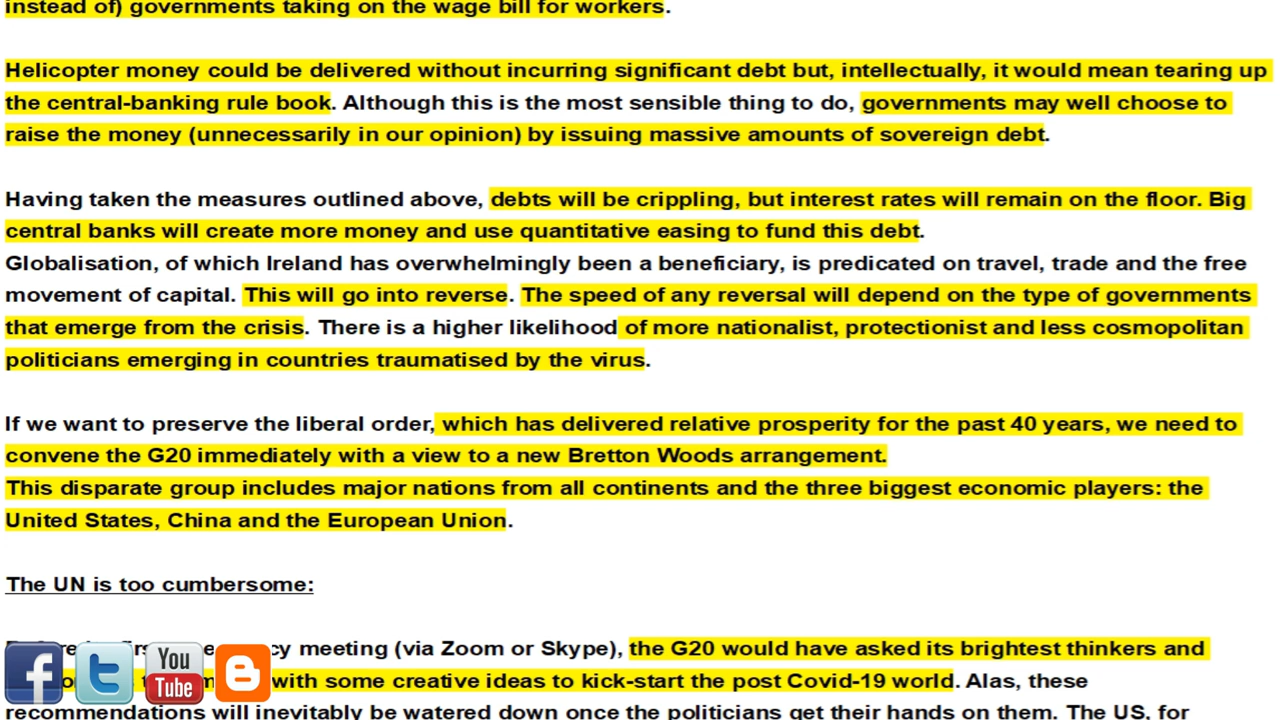 instead of) governments taking on the wage bill for workers.
Helicopter money could be delivered without incurring significant debt but, intellectually, it would mean tearing up
the central-banking rule book. Although this is the most sensible thing to do, governments may well choose to
raise the money (unnecessarily in our opinion) by issuing massive amounts of sovereign debt.
Having taken the measures outlined above, debts will be crippling, but interest rates will remain on the floor. Big
central banks will create more money and use quantitative easing to fund this debt.
Globalisation, of which Ireland has overwhelmingly been a beneficiary, is predicated on travel, trade and the free
movement of capital. This will go into reverse. The speed of any reversal will depend on the type of governments
that emerge from the crisis. There is a higher likelihood of more nationalist, protectionist and less cosmopolitan
politicians emerging in countries traumatised by the virus.
If we want to preserve the liberal order, which has delivered relative prosperity for the past 40 years, we need to
convene the G20 immediately with a view to a new Bretton Woods arrangement.
This disparate group includes major nations from all continents and the three biggest economic players: the
United States, China and the European Union.
The UN is too cumbersome:
meeting (via Zoom or Skype), the G20 would have asked its brightest thinkers and
with some creative ideas to kick-start the post Covid-19 world. Alas, these
recommendations will inevitably be watered down once the politicians get their hands on them. The US, for
f
t
You
Tube
B